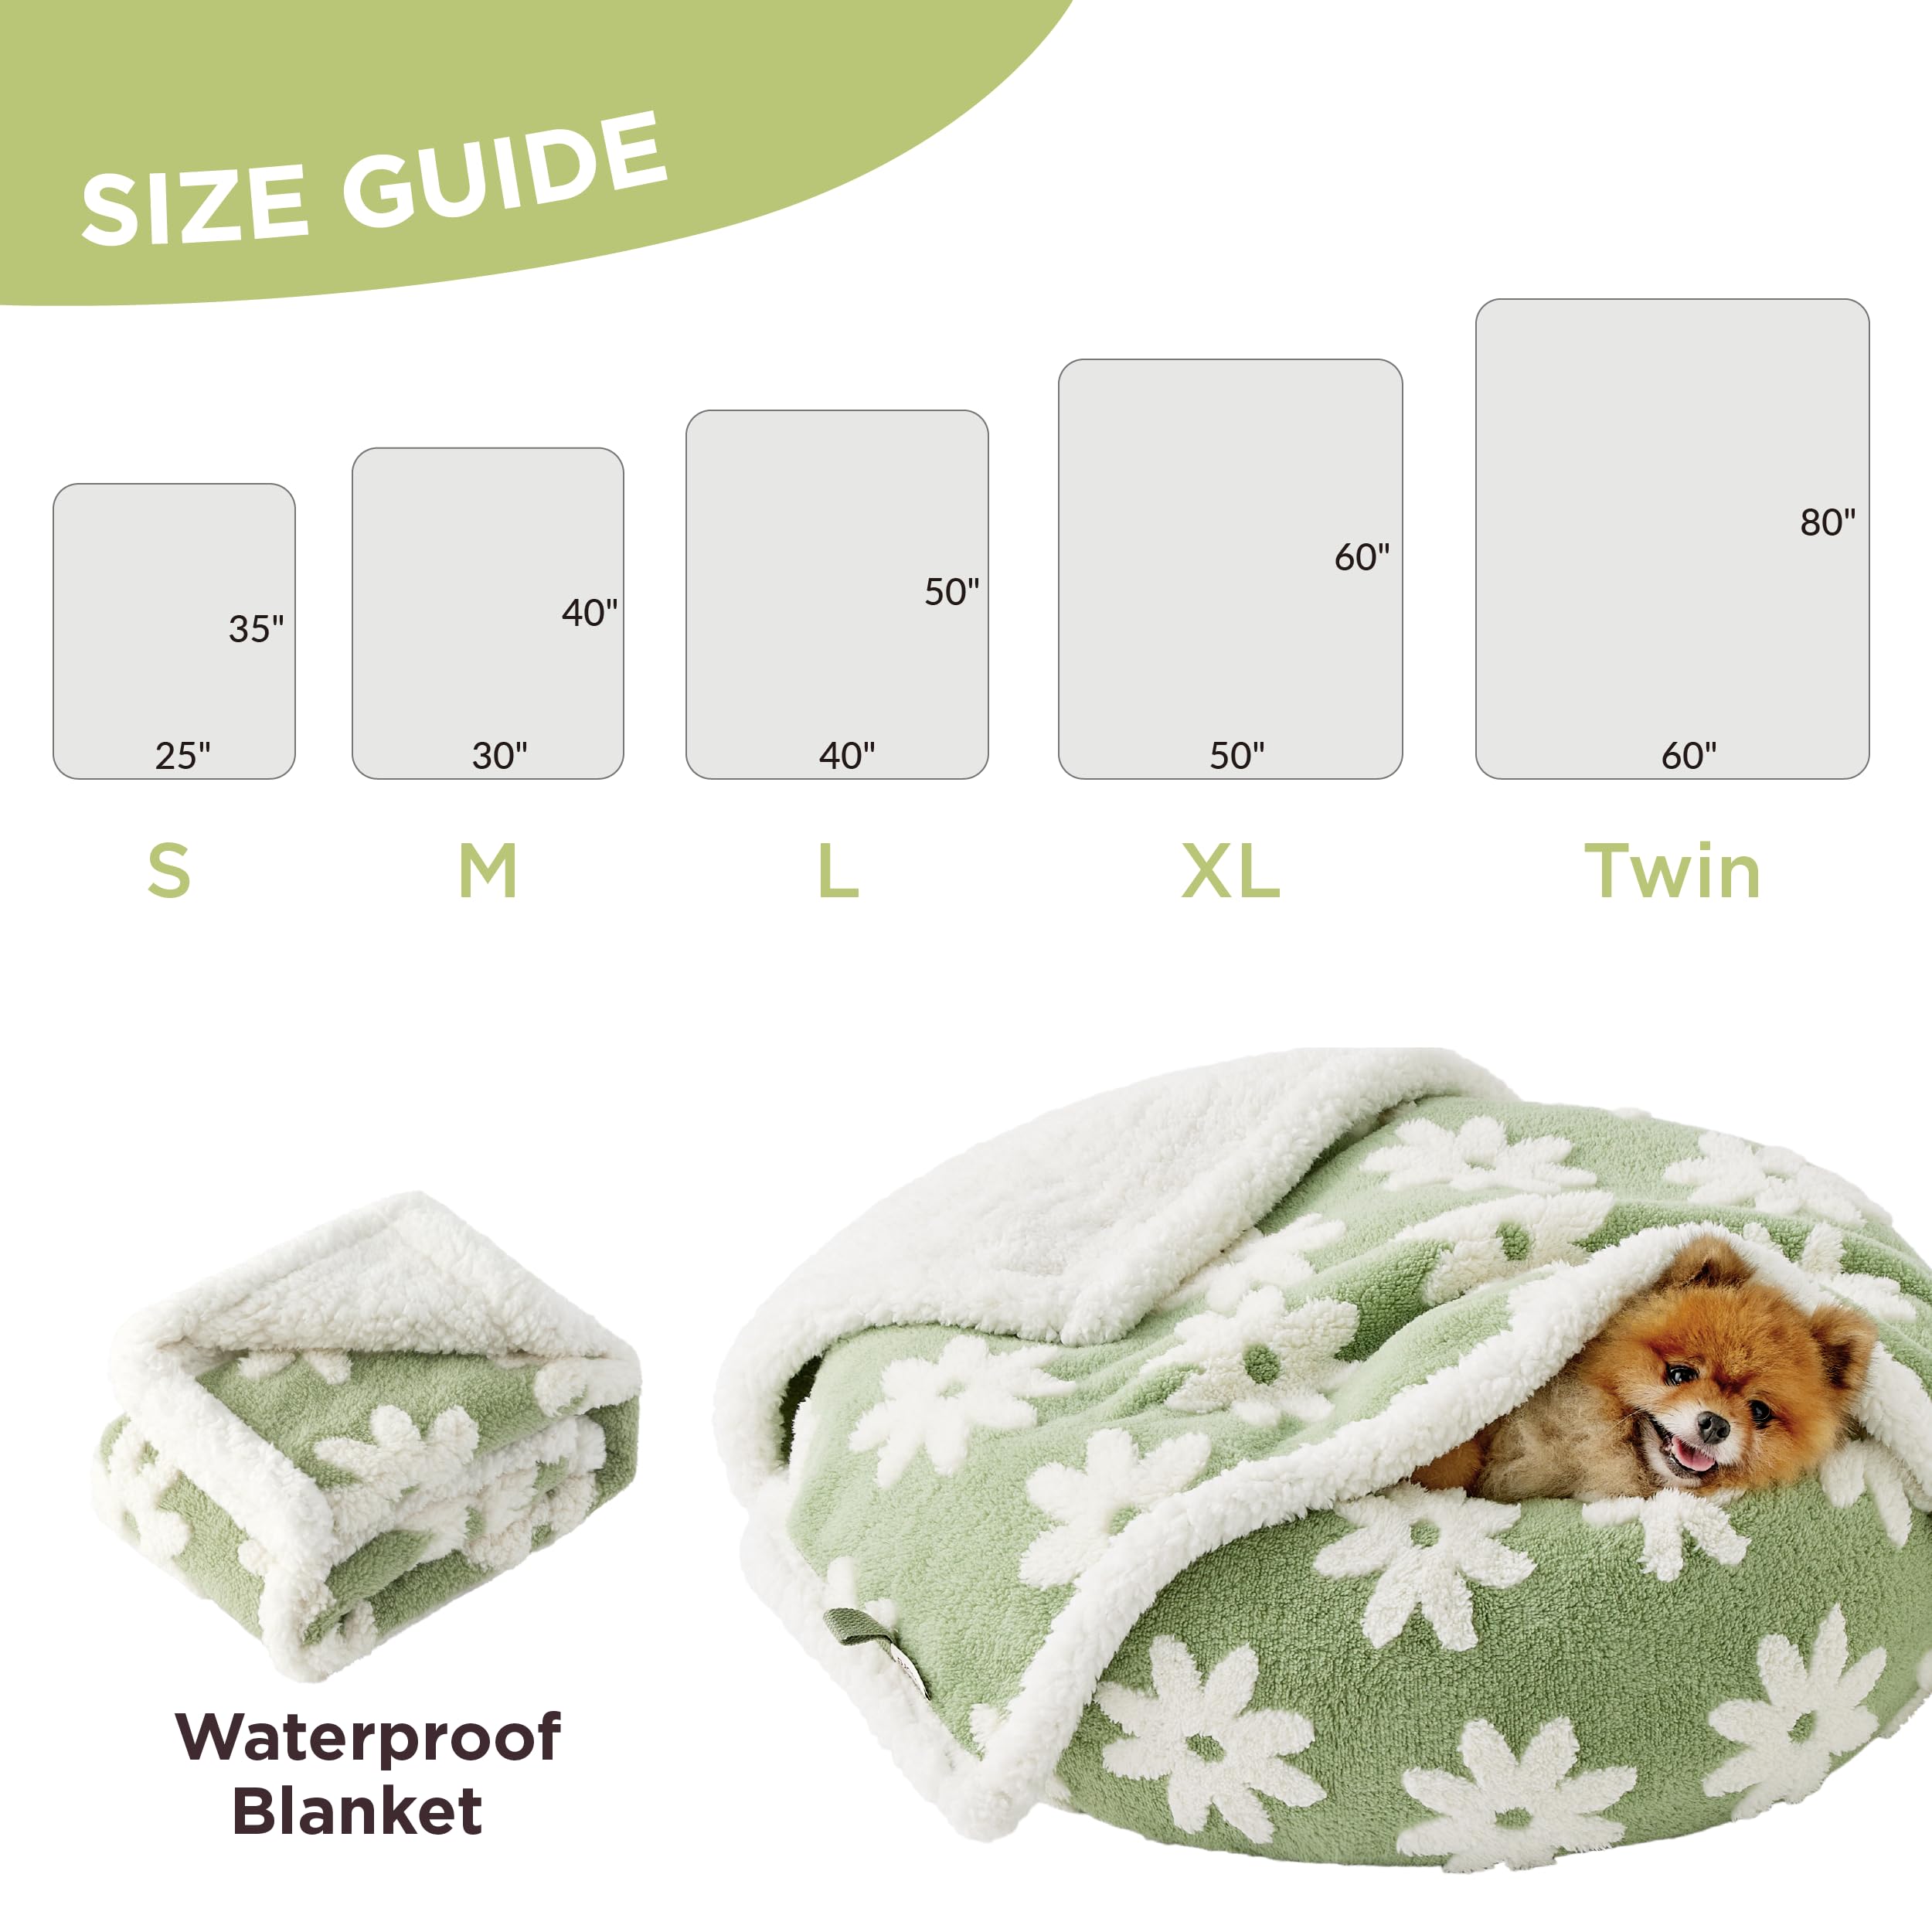 SIZE GUIDE
35"
25"
40"
30"
50"
40"
60"
50"
80"
60"
S
M
L
XL
Twin
Waterproof
Blanket